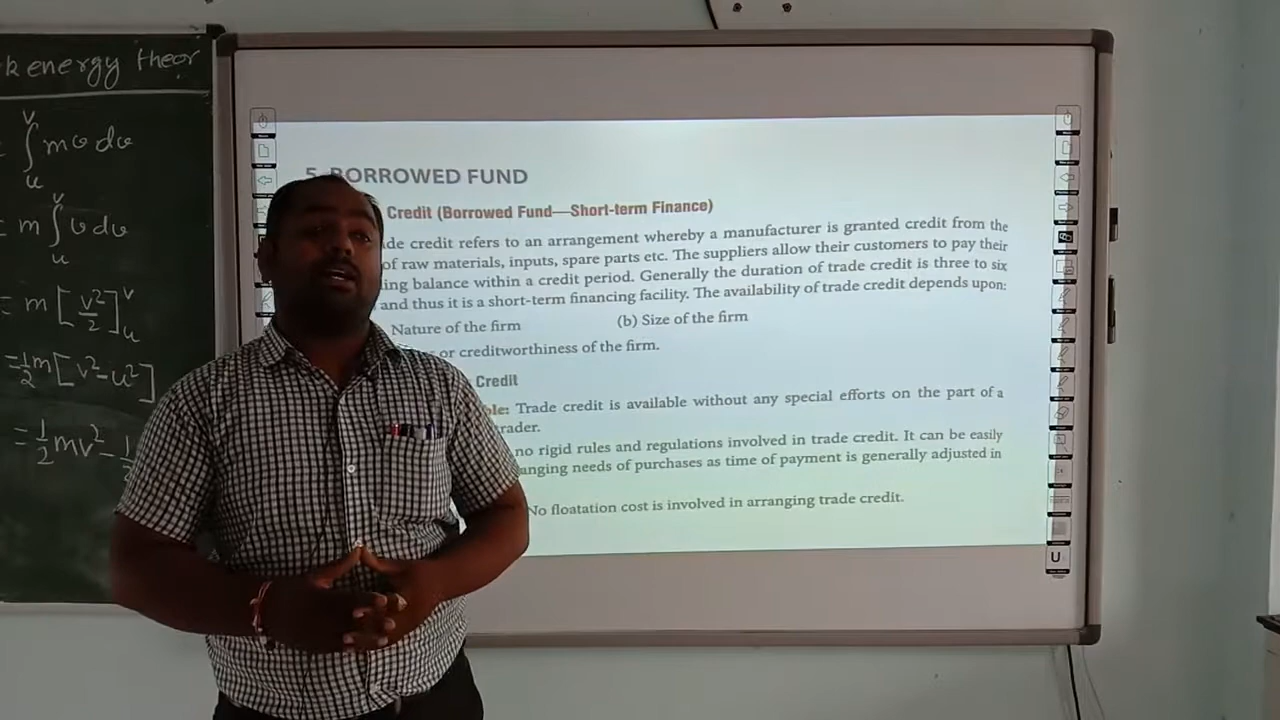 k energy theor
= ∫ᵤᵛ mv dv
= m ∫ᵤᵛ v dv
= m [v²/2]ᵤᵛ
= ½ m [v² - u²]
= ½ mv² -
5. BORROWED FUND
Credit (Borrowed Fund—Short-term Finance)
credit refers to an arrangement whereby a manufacturer is granted credit from the
of raw materials, inputs, spare parts etc. The suppliers allow their customers to pay their
balance within a credit period. Generally the duration of trade credit is three to six
and thus it is a short-term financing facility. The availability of trade credit depends upon:
Nature of the firm (b) Size of the firm
or creditworthiness of the firm.
Credit
Trade credit is available without any special efforts on the part of a
no rigid rules and regulations involved in trade credit. It can be easily
needs of purchases as time of payment is generally adjusted in
No floatation cost is involved in arranging trade credit.
U